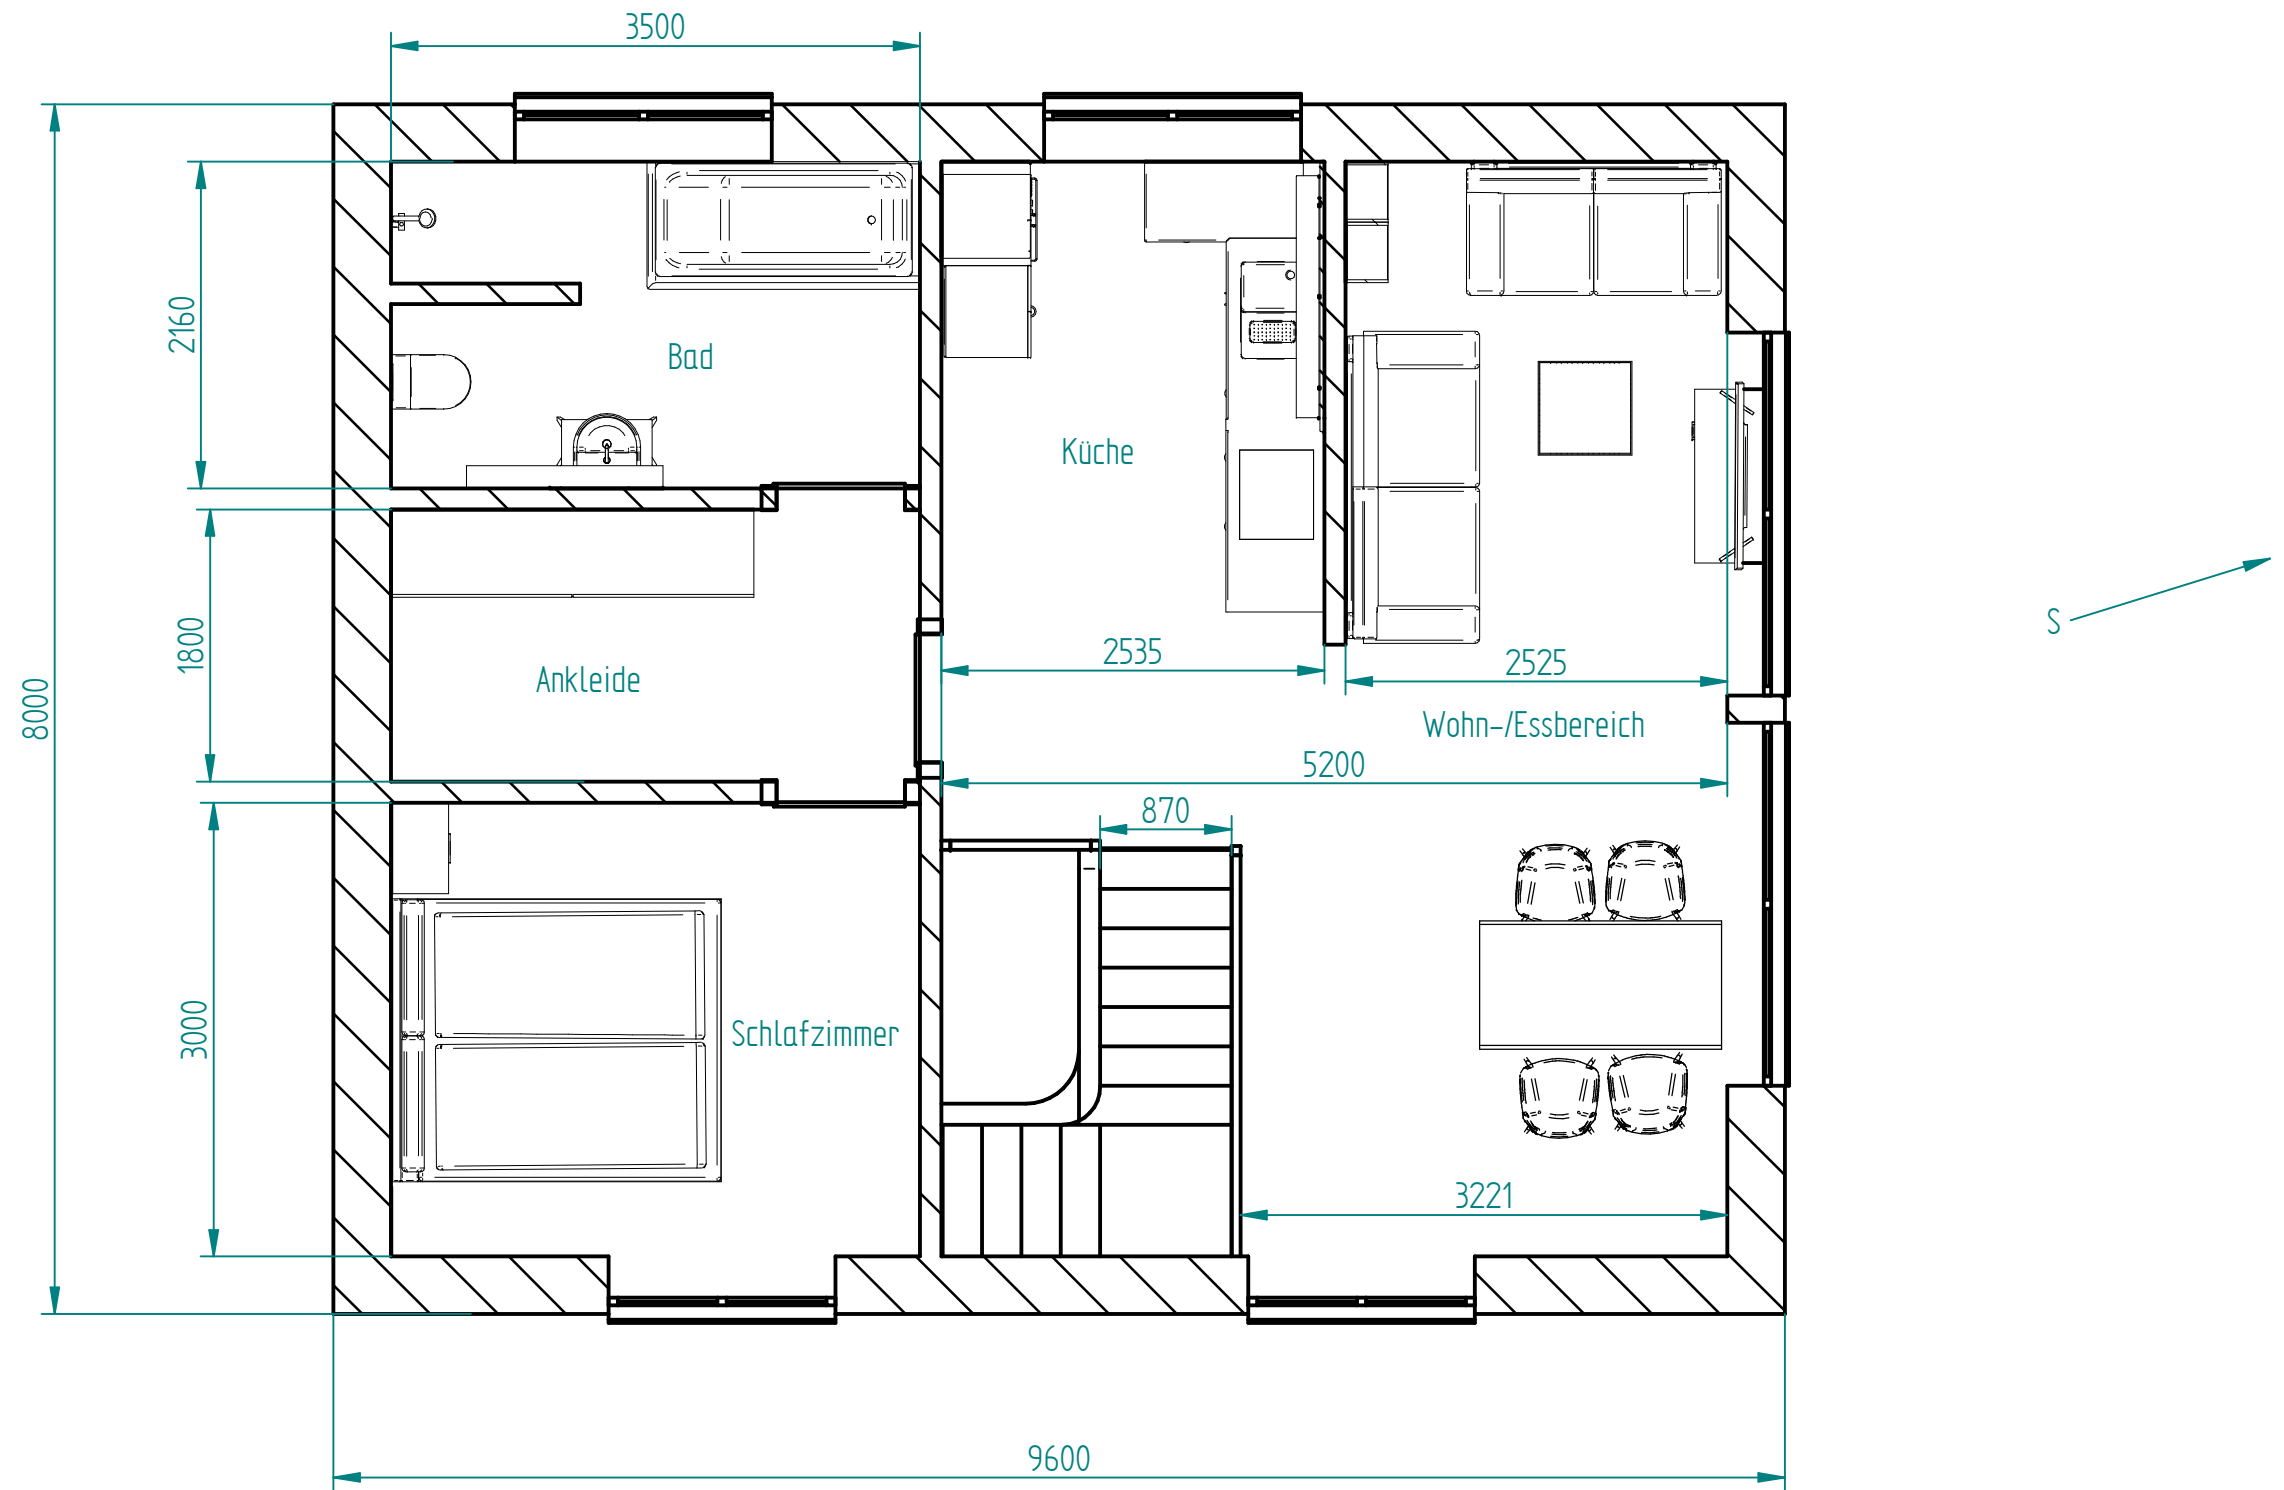 3500
2160
Bad
Küche
8000
1800
Ankleide
2535
2525
S
Wohn-/Essbereich
5200
870
3000
Schlafzimmer
3221
9600